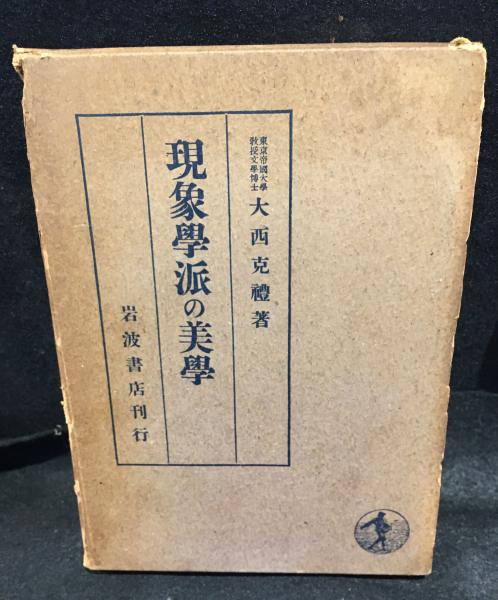 東京帝國大學
教授文學博士
大西克禮著
現象學派の美學
岩波書店刊行